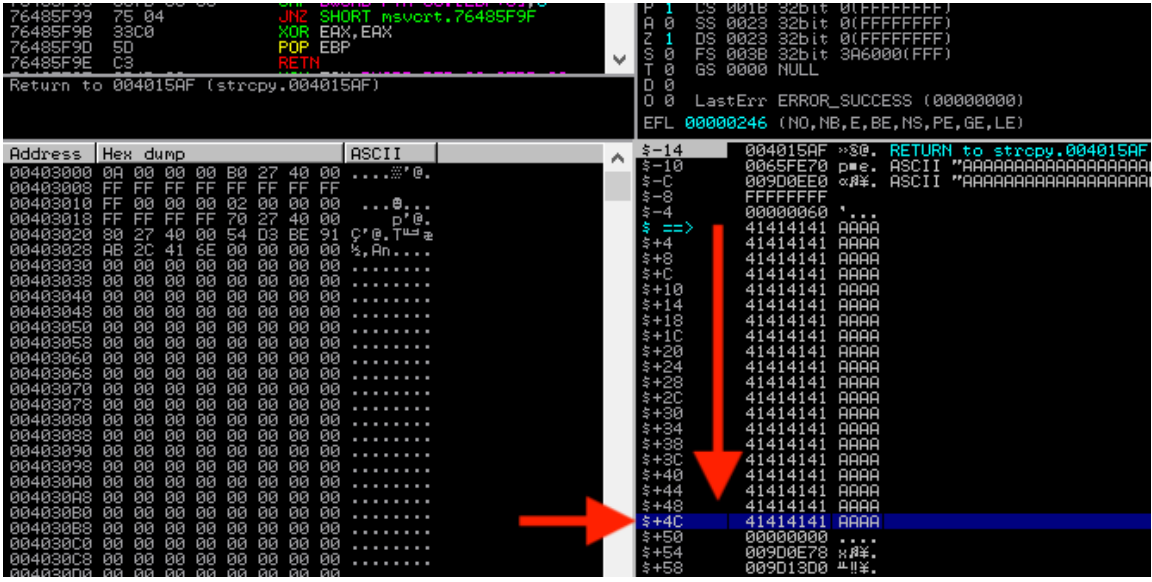 75 04 JNZ SHORT msvcrt.76485F9F
76485F9B 33C0 XOR EAX,EAX
76485F9D 5D POP EBP
76485F9E C3 RETN
Return to 004015AF (strcpy.004015AF)
A 0 SS 0023 32bit 0(FFFFFFFF)
Z 1 DS 0023 32bit 0(FFFFFFFF)
S 0 FS 003B 32bit 3A6000(FFF)
T 0 GS 0000 NULL
D 0
O 0 LastErr ERROR_SUCCESS (00000000)
EFL 00000246 (NO,NB,E,BE,NS,PE,GE,LE)
Address Hex dump ASCII
00403000 0A 00 00 00 B0 27 40 00
00403008 FF FF FF FF FF FF FF FF
00403010 FF 00 00 00 02 00 00 00
00403018 FF FF FF FF 70 27 40 00 p'@.
00403020 80 27 40 00 54 D3 BE 91
00403028 AB 2C 41 6E 00 00 00 00 ½,An....
00403030 00 00 00 00 00 00 00 00 ........
00403038 00 00 00 00 00 00 00 00 ........
00403040 00 00 00 00 00 00 00 00 ........
00403048 00 00 00 00 00 00 00 00 ........
00403050 00 00 00 00 00 00 00 00 ........
00403058 00 00 00 00 00 00 00 00 ........
00403060 00 00 00 00 00 00 00 00 ........
00403068 00 00 00 00 00 00 00 00 ........
00403070 00 00 00 00 00 00 00 00 ........
00403078 00 00 00 00 00 00 00 00 ........
00403080 00 00 00 00 00 00 00 00 ........
00403088 00 00 00 00 00 00 00 00 ........
00403090 00 00 00 00 00 00 00 00 ........
00403098 00 00 00 00 00 00 00 00 ........
004030A0 00 00 00 00 00 00 00 00 ........
004030A8 00 00 00 00 00 00 00 00 ........
004030B0 00 00 00 00 00 00 00 00 ........
004030B8 00 00 00 00 00 00 00 00 ........
004030C0 00 00 00 00 00 00 00 00 ........
004030C8 00 00 00 00 00 00 00 00 ........
$-14 004015AF »§@. RETURN to strcpy.004015AF
$-10 0065FE70 p■e. ASCII "AAAAAAAAAAAAAAAAAAA
$-C 009D0EE0 ASCII "AAAAAAAAAAAAAAAAAAA
$-8 FFFFFFFF
$-4 00000060 `...
$ ==> 41414141 AAAA
$+4 41414141 AAAA
$+8 41414141 AAAA
$+C 41414141 AAAA
$+10 41414141 AAAA
$+14 41414141 AAAA
$+18 41414141 AAAA
$+1C 41414141 AAAA
$+20 41414141 AAAA
$+24 41414141 AAAA
$+28 41414141 AAAA
$+2C 41414141 AAAA
$+30 41414141 AAAA
$+34 41414141 AAAA
$+38 41414141 AAAA
$+3C 41414141 AAAA
$+40 41414141 AAAA
$+44 41414141 AAAA
$+48 41414141 AAAA
$+4C 41414141 AAAA
$+50 00000000 ....
$+54 009D0E78
$+58 009D13D0